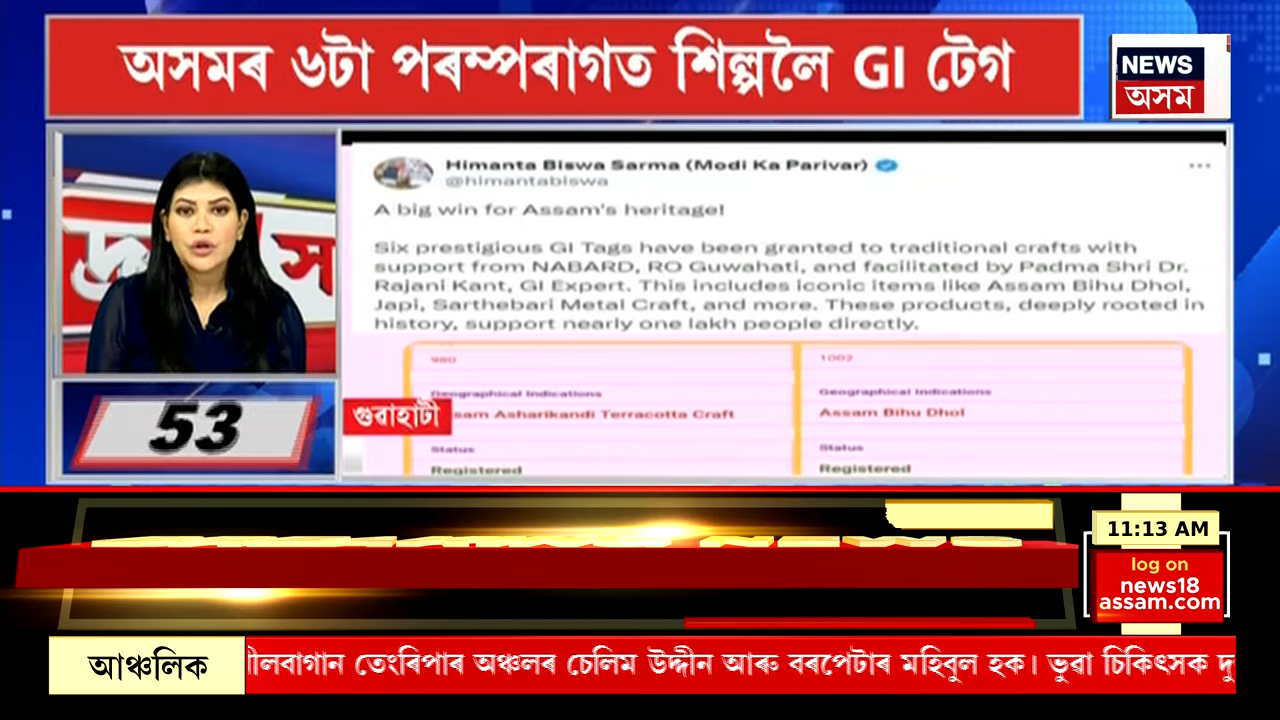 অসমৰ ৬টা পৰম্পৰাগত শিল্পলৈ GI টেগ
NEWS
অসম
Himanta Biswa Sarma (Modi Ka Parivar)
@himantabiswa
A big win for Assam's heritage!
Six prestigious GI Tags have been granted to traditional crafts with
support from NABARD, RO Guwahati, and facilitated by Padma Shri Dr.
Rajani Kant, GI Expert. This includes iconic items like Assam Bihu Dhol,
Japi, Sarthebari Metal Craft, and more. These products, deeply rooted in
history, support nearly one lakh people directly.
980
Geographical Indications
Asharikandi Terracotta Craft
Status
Registered
1002
Geographical Indications
Assam Bihu Dhol
Status
Registered
গুৱাহাটী
53
11:13 AM
log on
news18
assam.com
আঞ্চলিক
তেংৰিপাৰ অঞ্চলৰ চেলিম উদ্দীন আৰু বৰপেটাৰ মহিবুল হক। ভুৱা চিকিৎসক